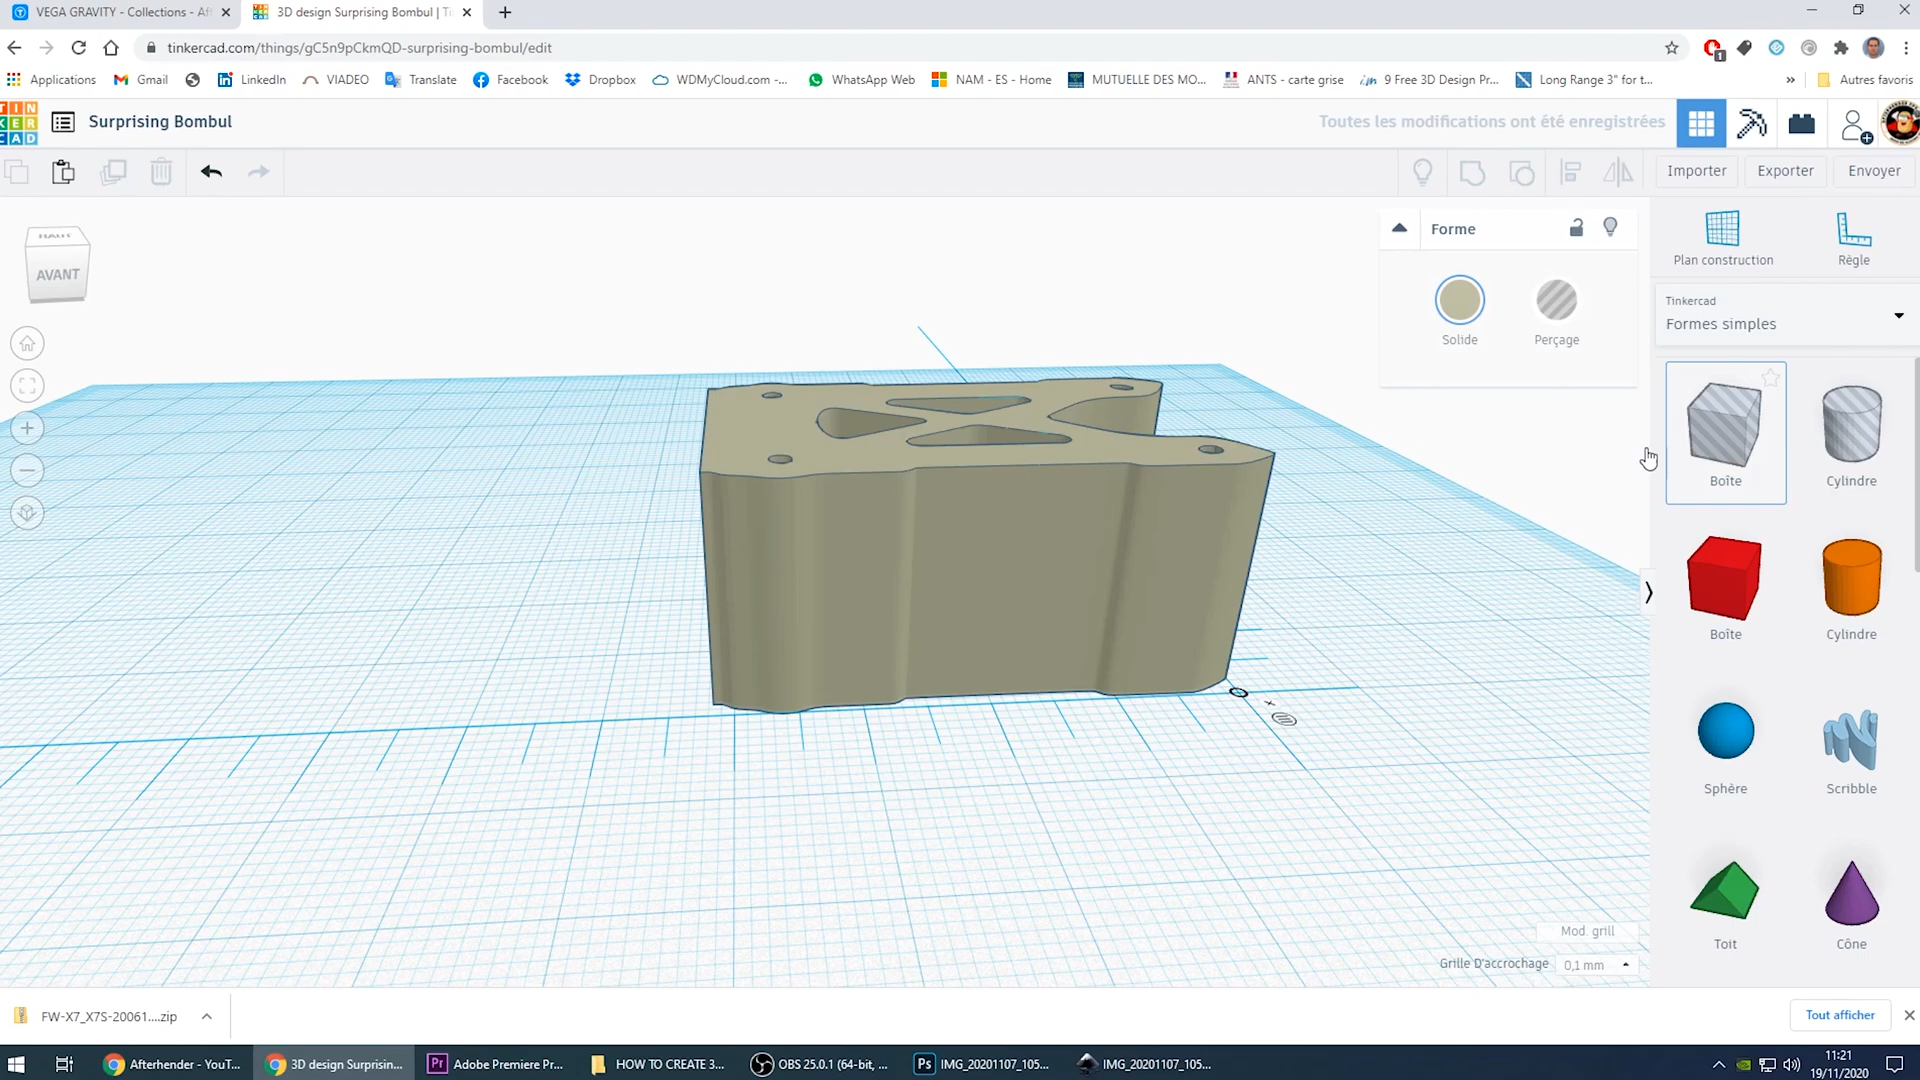 VEGA GRAVITY - Collections - Aft
3D design Surprising Bombul | Ti
tinkercad.com/things/gC5n9pCkmQD-surprising-bombul/edit
1
Applications
Gmail
LinkedIn
VIADEO
Translate
Facebook
Dropbox
WDMyCloud.com -...
WhatsApp Web
NAM - ES - Home
MUTUELLE DES MO...
ANTS - carte grise
9 Free 3D Design Pr...
Long Range 3" for t...
»
Autres favoris
TIN
KER
CAD
Surprising Bombul
Toutes les modifications ont été enregistrées
Importer
Exporter
Envoyer
HAUT
AVANT
Forme
Solide
Perçage
Plan construction
Règle
Tinkercad
Formes simples
Boîte
Cylindre
Boîte
Cylindre
Sphère
Scribble
Toit
Cône
Mod. grill
Grille D'accrochage
0,1 mm
FW-X7_X7S-20061....zip
Tout afficher
Afterhender - YouT...
3D design Surprisin...
Pr
Adobe Premiere Pr...
HOW TO CREATE 3...
OBS 25.0.1 (64-bit, ...
Ps
IMG_20201107_105...
IMG_20201107_105...
11:21
19/11/2020